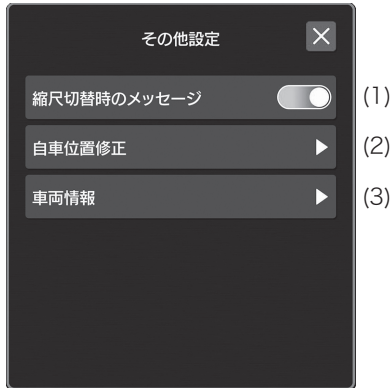 その他設定
縮尺切替時のメッセージ
(1)
自車位置修正
(2)
車両情報
(3)